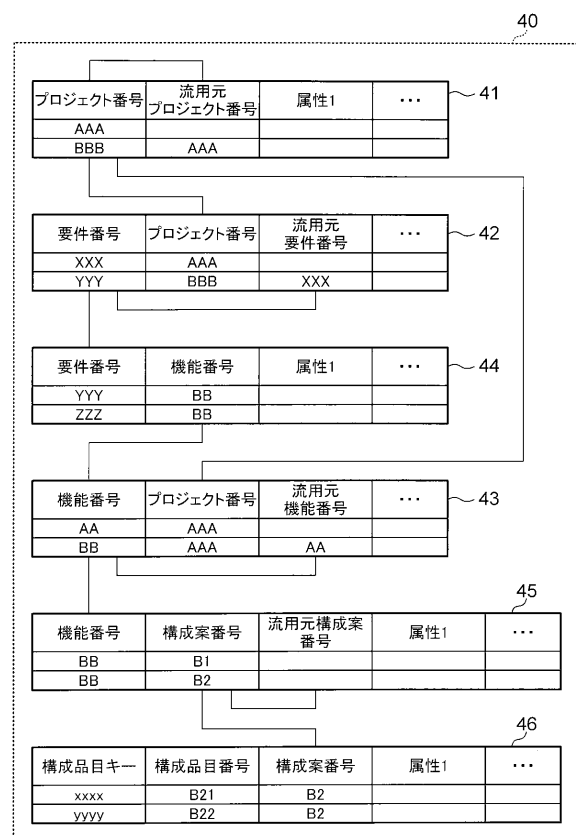 40
プロジェクト番号 流用元プロジェクト番号 属性1 ･･･ 41
AAA
BBB AAA
要件番号 プロジェクト番号 流用元要件番号 ･･･ 42
XXX AAA
YYY BBB XXX
要件番号 機能番号 属性1 ･･･ 44
YYY BB
ZZZ BB
機能番号 プロジェクト番号 流用元機能番号 ･･･ 43
AA AAA
BB AAA AA
45
機能番号 構成案番号 流用元構成案番号 属性1 ･･･
BB B1
BB B2
46
構成品目キー 構成品目番号 構成案番号 属性1 ･･･
xxxx B21 B2
yyyy B22 B2